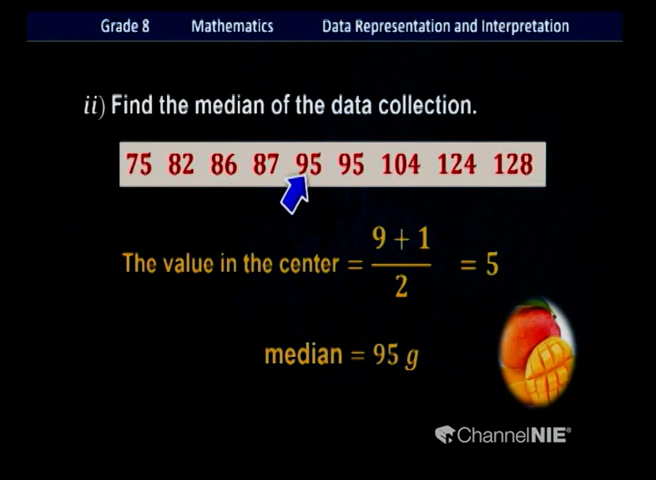 Grade 8 Mathematics Data Representation and Interpretation
ii) Find the median of the data collection.
75 82 86 87 95 95 104 124 128
The value in the center = 9 + 1 / 2 = 5
median = 95 g
ChannelNIE®